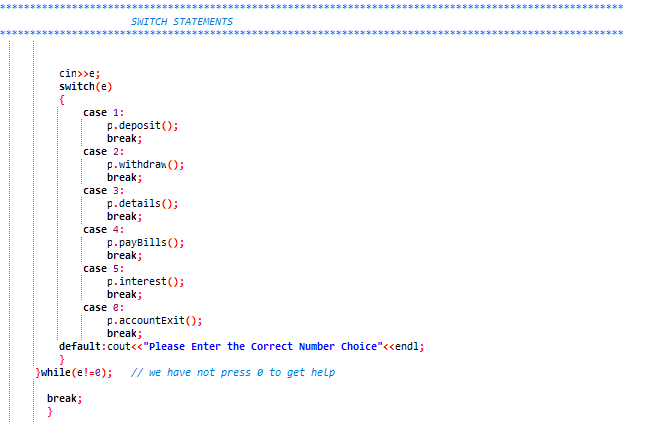 ********************************************************************************************************
SWITCH STATEMENTS
********************************************************************************************************
cin>>e;
switch(e)
{
case 1:
p.deposit();
break;
case 2:
p.withdraw();
break;
case 3:
p.details();
break;
case 4:
p.payBills();
break;
case 5:
p.interest();
break;
case 0:
p.accountExit();
break;
default:cout<<"Please Enter the Correct Number Choice"<<endl;
}
}while(e!=0);   // we have not press 0 to get help
break;
}